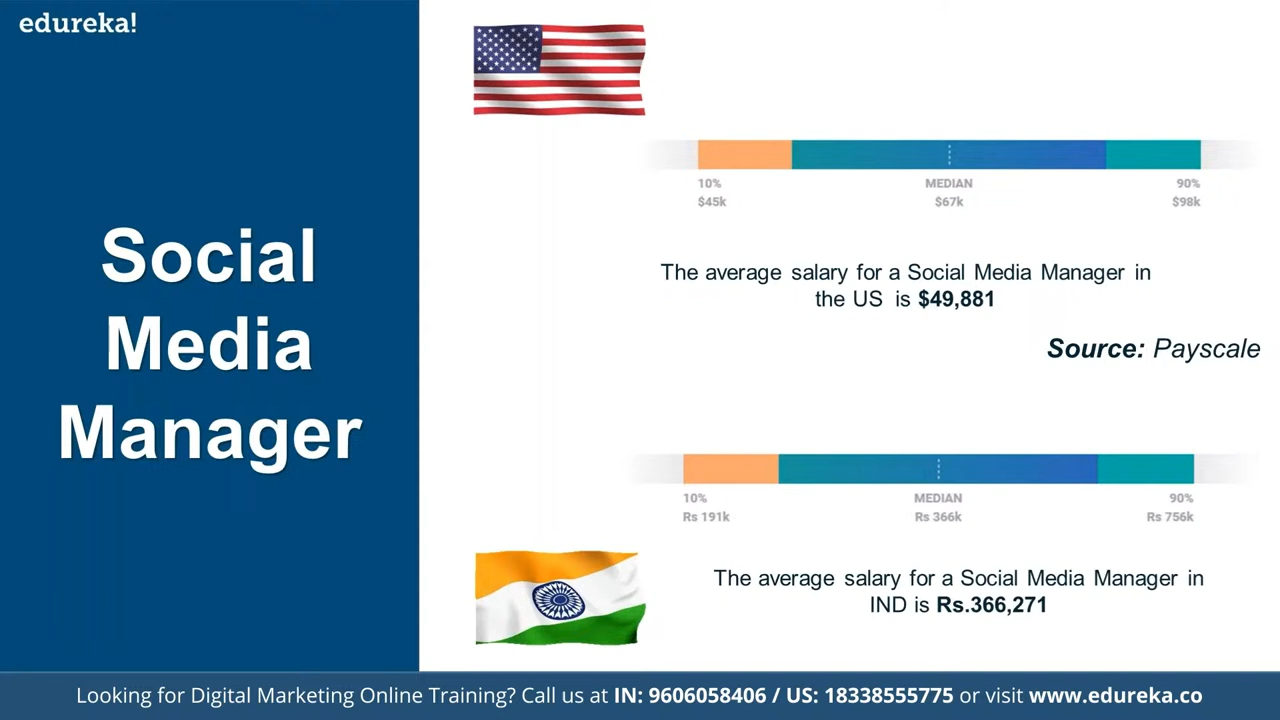 edureka!
Social
Media
Manager
10%
$45k
MEDIAN
$67k
90%
$98k
The average salary for a Social Media Manager in
the US is $49,881
Source: Payscale
10%
Rs 191k
MEDIAN
Rs 366k
90%
Rs 756k
The average salary for a Social Media Manager in
IND is Rs.366,271
Looking for Digital Marketing Online Training? Call us at IN: 9606058406 / US: 18338555775 or visit www.edureka.co